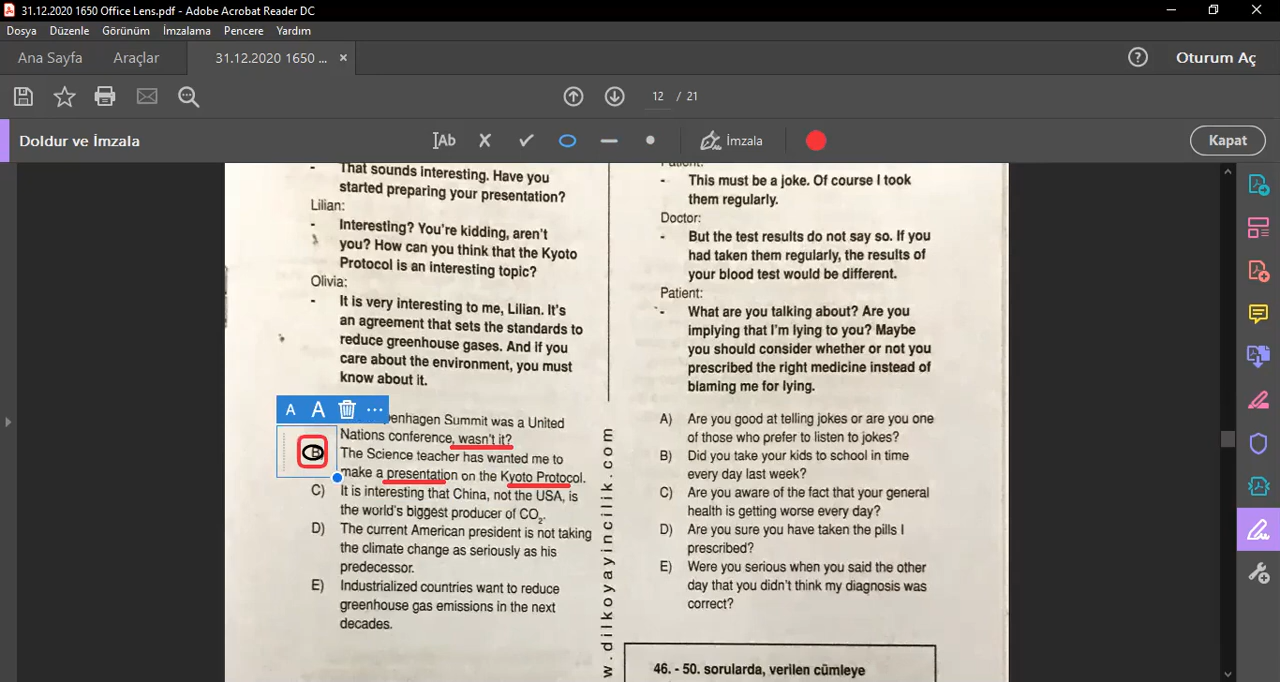 31.12.2020 1650 Office Lens.pdf - Adobe Acrobat Reader DC
Dosya Düzenle Görünüm İmzalama Pencere Yardım
Ana Sayfa Araçlar 31.12.2020 1650 ... × Oturum Aç
12 / 21
Doldur ve İmzala
Ab İmzala Kapat
- That sounds interesting. Have you
started preparing your presentation?
Lilian:
- Interesting? You're kidding, aren't
you? How can you think that the Kyoto
Protocol is an interesting topic?
Olivia:
- It is very interesting to me, Lilian. It's
an agreement that sets the standards to
reduce greenhouse gases. And if you
care about the environment, you must
know about it.
A A ...
Summit was a United
Nations conference, wasn't it?
B) The Science teacher has wanted me to
make a presentation on the Kyoto Protocol.
C) It is interesting that China, not the USA, is
the world's biggest producer of CO₂.
D) The current American president is not taking
the climate change as seriously as his
predecessor.
E) Industrialized countries want to reduce
greenhouse gas emissions in the next
decades.
w.dilkoyayincilik.com
Patient:
- This must be a joke. Of course I took
them regularly.
Doctor:
- But the test results do not say so. If you
had taken them regularly, the results of
your blood test would be different.
Patient:
- What are you talking about? Are you
implying that I'm lying to you? Maybe
you should consider whether or not you
prescribed the right medicine instead of
blaming me for lying.
A) Are you good at telling jokes or are you one
of those who prefer to listen to jokes?
B) Did you take your kids to school in time
every day last week?
C) Are you aware of the fact that your general
health is getting worse every day?
D) Are you sure you have taken the pills I
prescribed?
E) Were you serious when you said the other
day that you didn't think my diagnosis was
correct?
46. - 50. sorularda, verilen cümleye